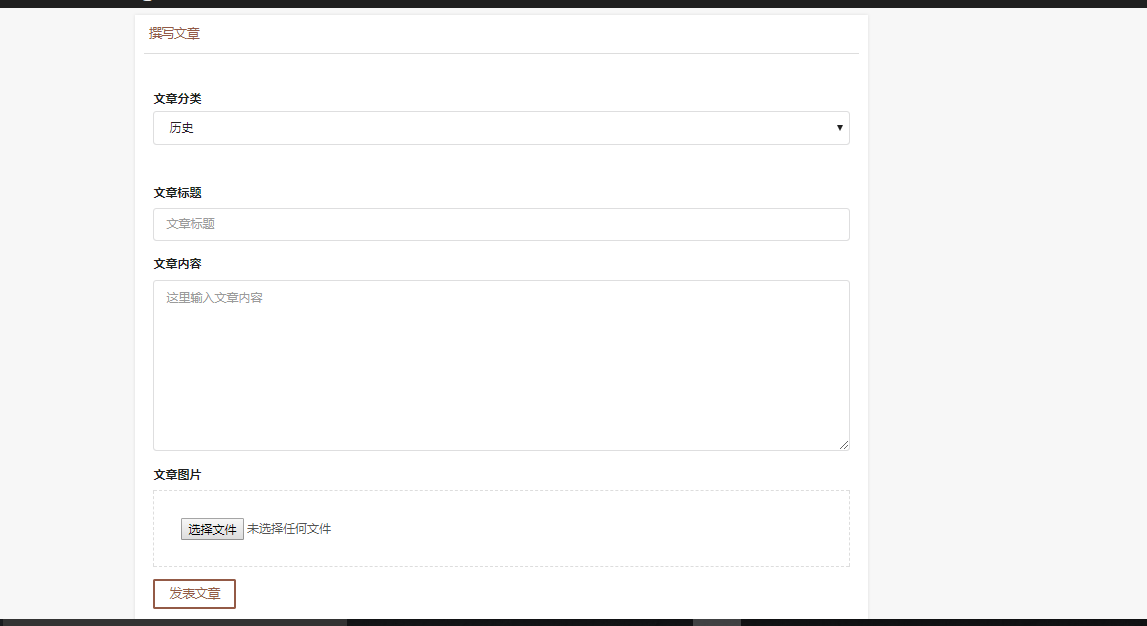 撰写文章
文章分类
历史
文章标题
文章标题
文章内容
这里输入文章内容
文章图片
选择文件 未选择任何文件
发表文章